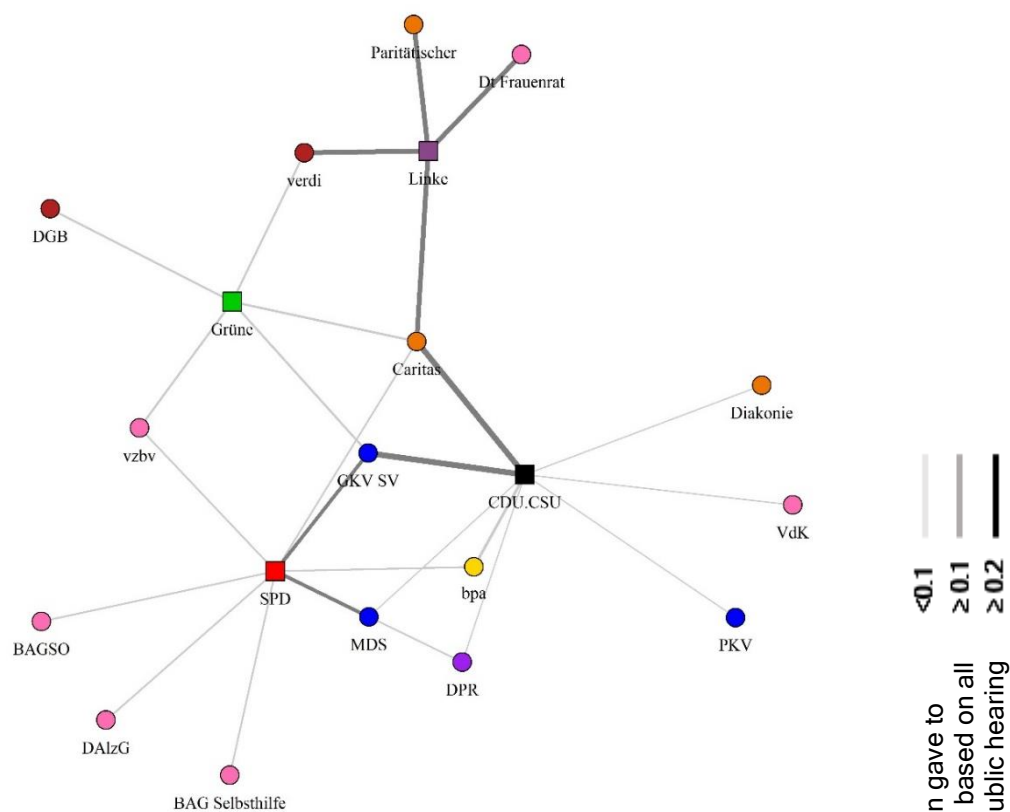 Paritätischer
Dt Frauenrat
verdi
Linke
DGB
Grüne
Caritas
Diakonie
vzbv
GKV SV
CDU.CSU
VdK
SPD
bpa
MDS
PKV
BAGSO
DPR
DAlzG
BAG Selbsthilfe
<0.1
≥ 0.1
≥ 0.2
n gave to
based on all
ublic hearing